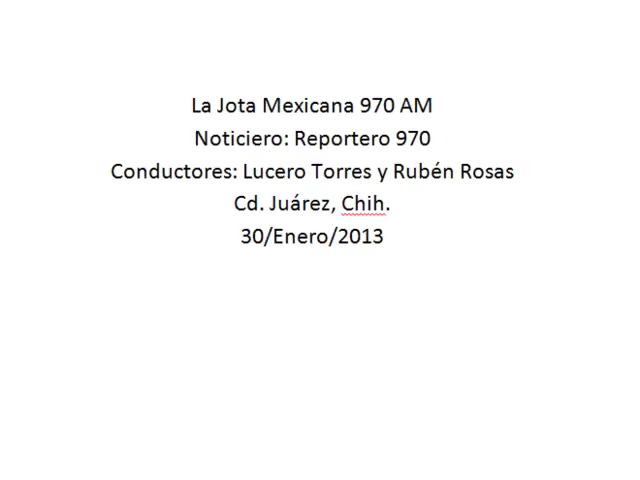 La Jota Mexicana 970 AM
Noticiero: Reportero 970
Conductores: Lucero Torres y Rubén Rosas
Cd. Juárez, Chih.
30/Enero/2013